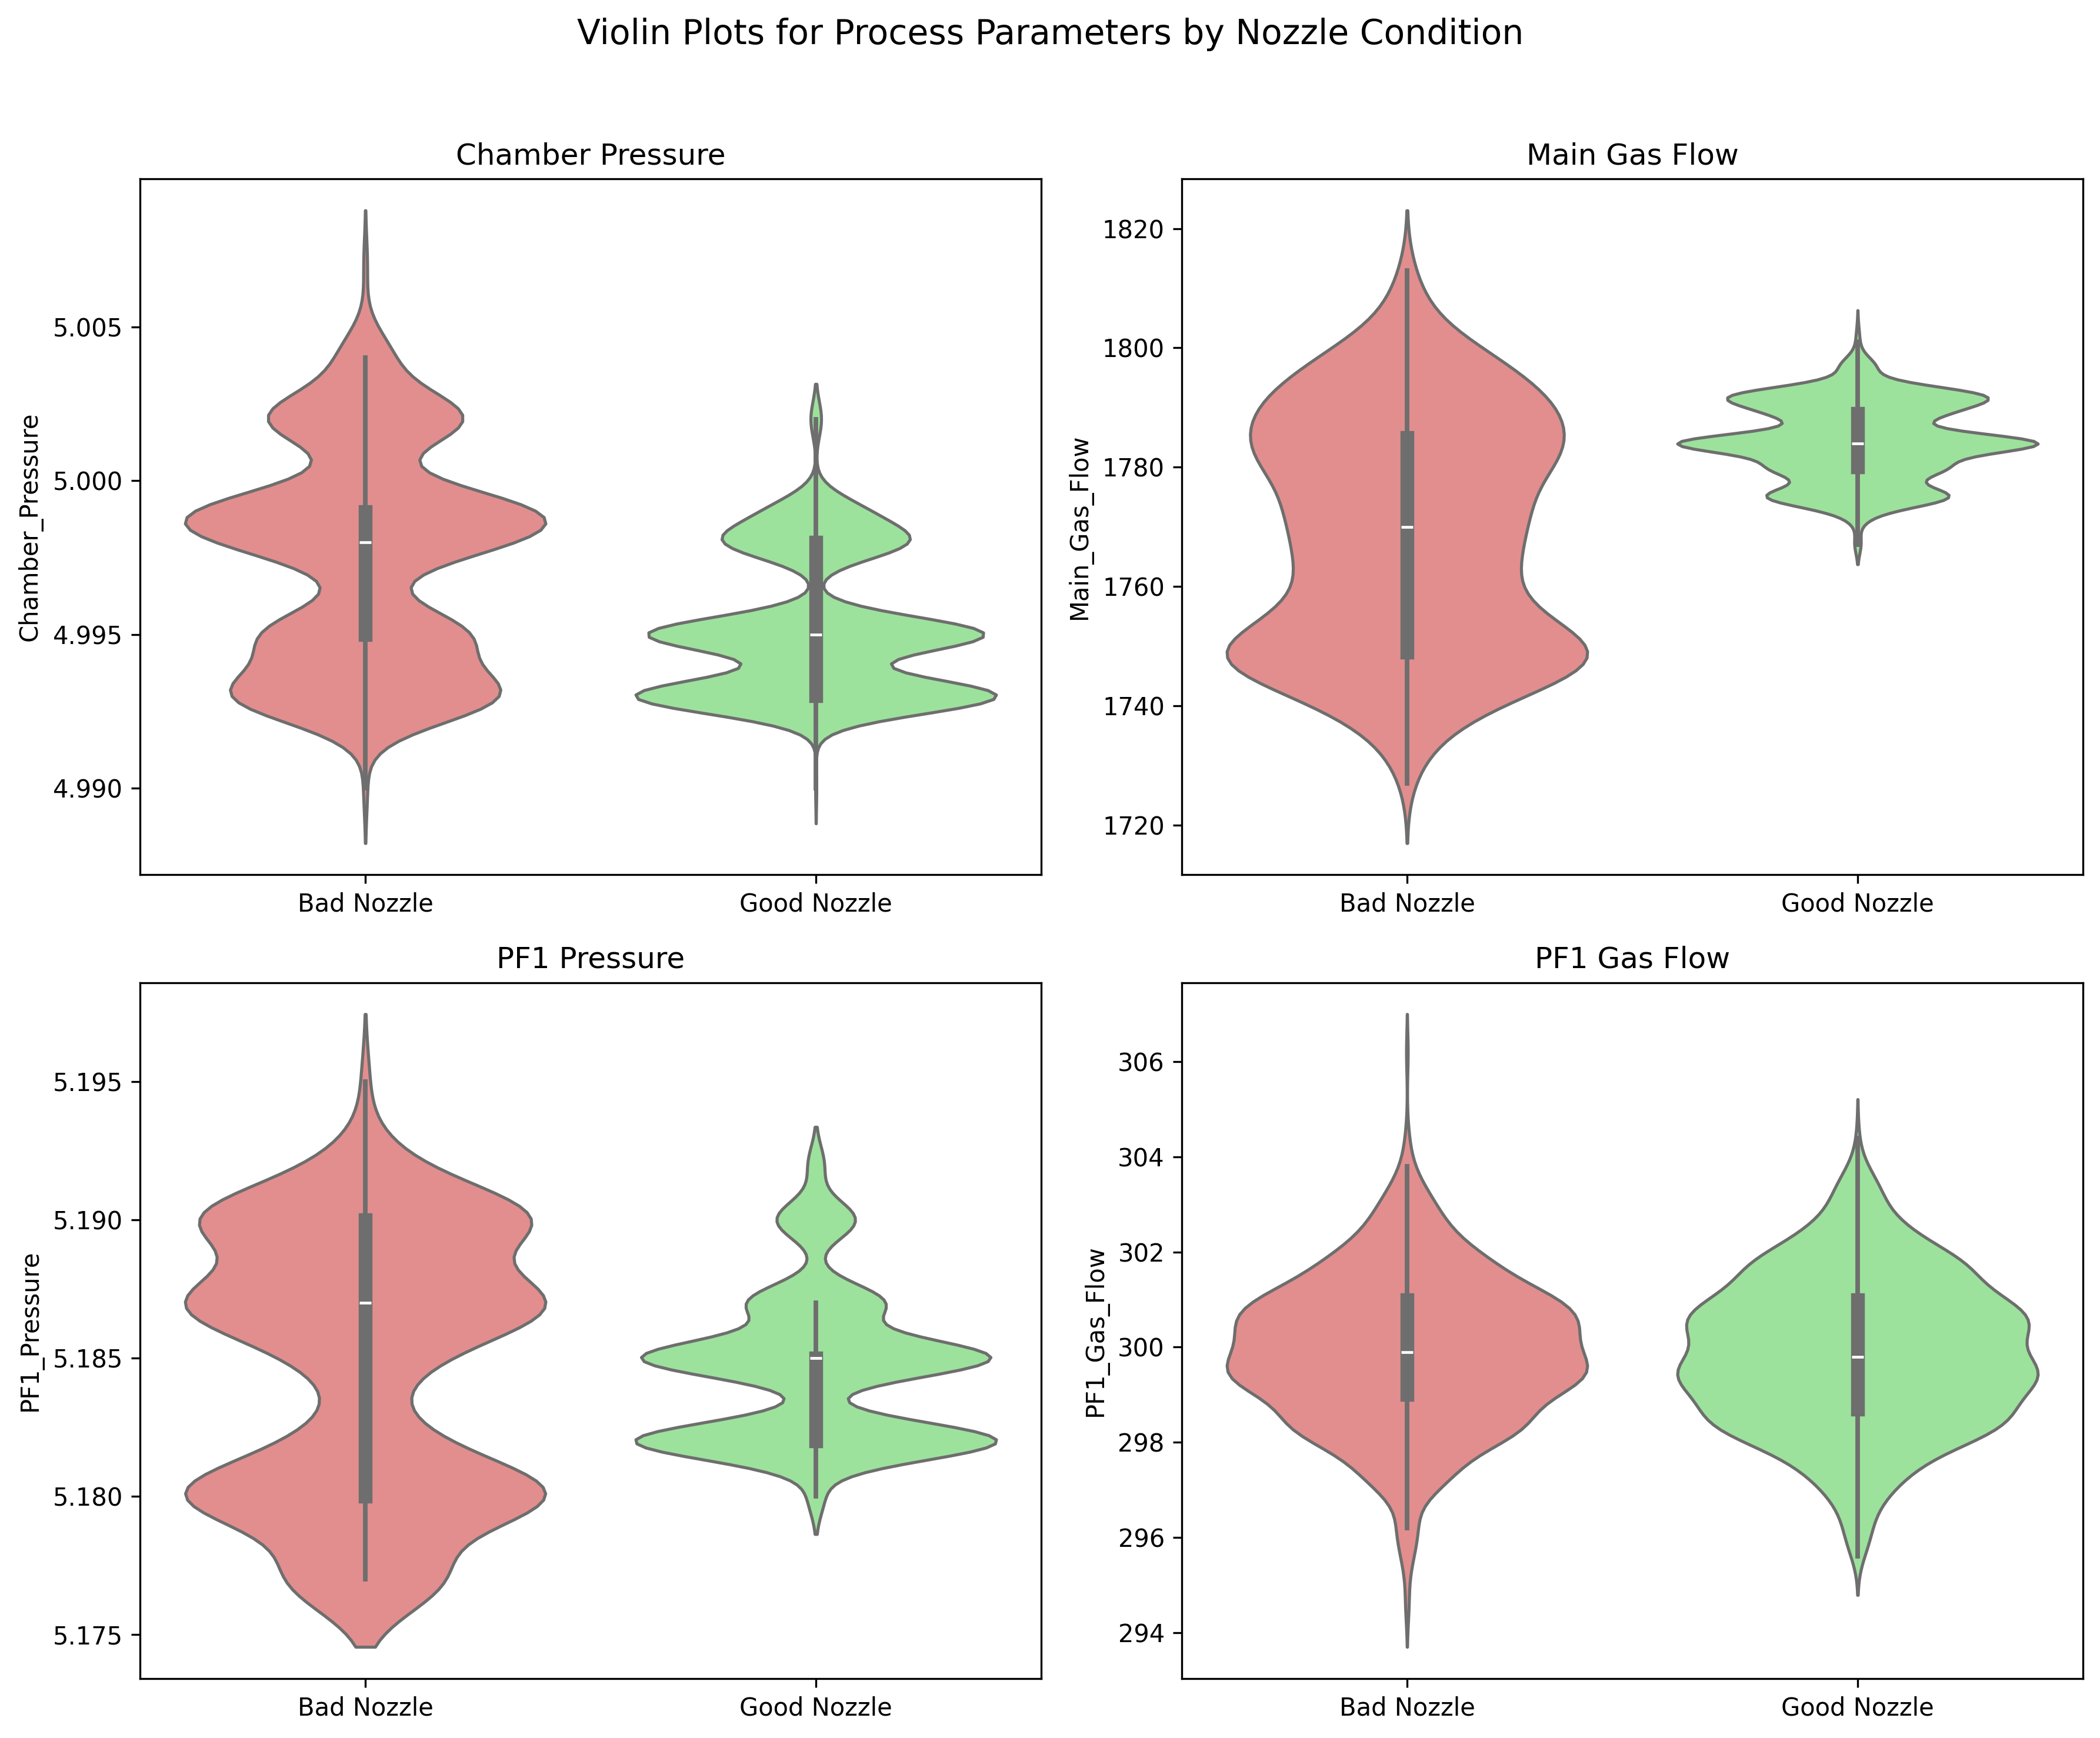 Violin Plots for Process Parameters by Nozzle Condition
Chamber Pressure
Chamber_Pressure
5.005
5.000
4.995
4.990
Bad Nozzle
Good Nozzle
Main Gas Flow
Main_Gas_Flow
1820
1800
1780
1760
1740
1720
Bad Nozzle
Good Nozzle
PF1 Pressure
PF1_Pressure
5.195
5.190
5.185
5.180
5.175
Bad Nozzle
Good Nozzle
PF1 Gas Flow
PF1_Gas_Flow
306
304
302
300
298
296
294
Bad Nozzle
Good Nozzle